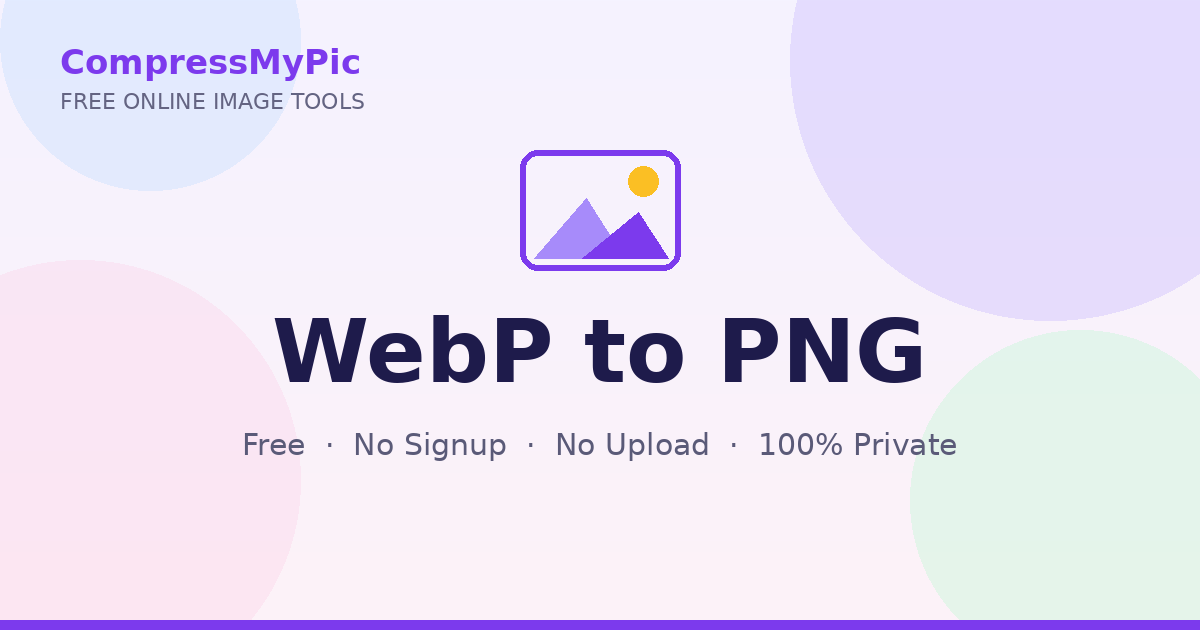 CompressMyPic
FREE ONLINE IMAGE TOOLS
WebP to PNG
Free · No Signup · No Upload · 100% Private